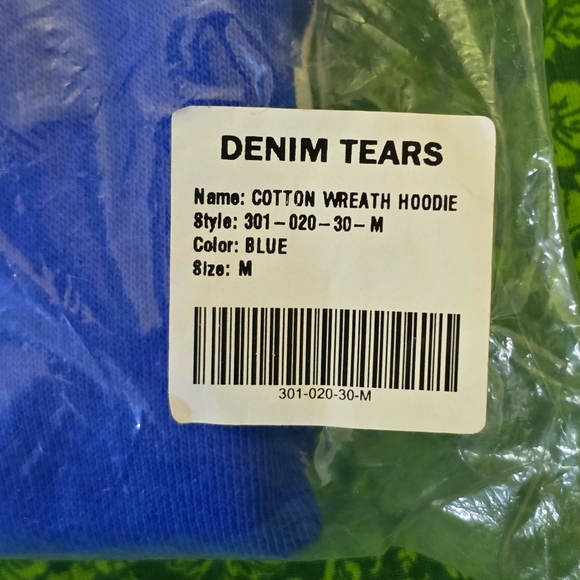 DENIM TEARS
Name: COTTON WREATH HOODIE
Style: 301-020-30-M
Color: BLUE
Size: M
301-020-30-M